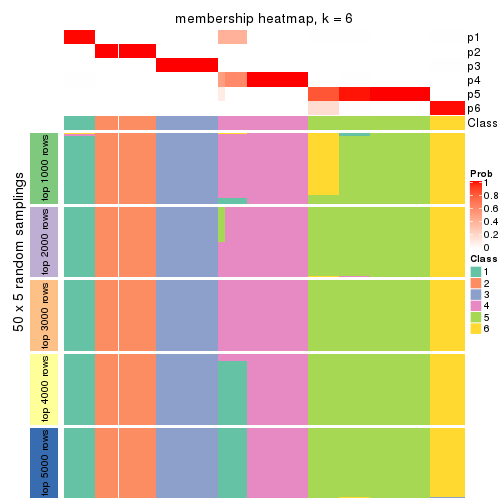 membership heatmap, k = 6
p1
p2
p3
p4
p5
p6
Class
50 x 5 random samplings
top 1000 rows
top 2000 rows
top 3000 rows
top 4000 rows
top 5000 rows
Prob
1
0.8
0.6
0.4
0.2
0
Class
1
2
3
4
5
6